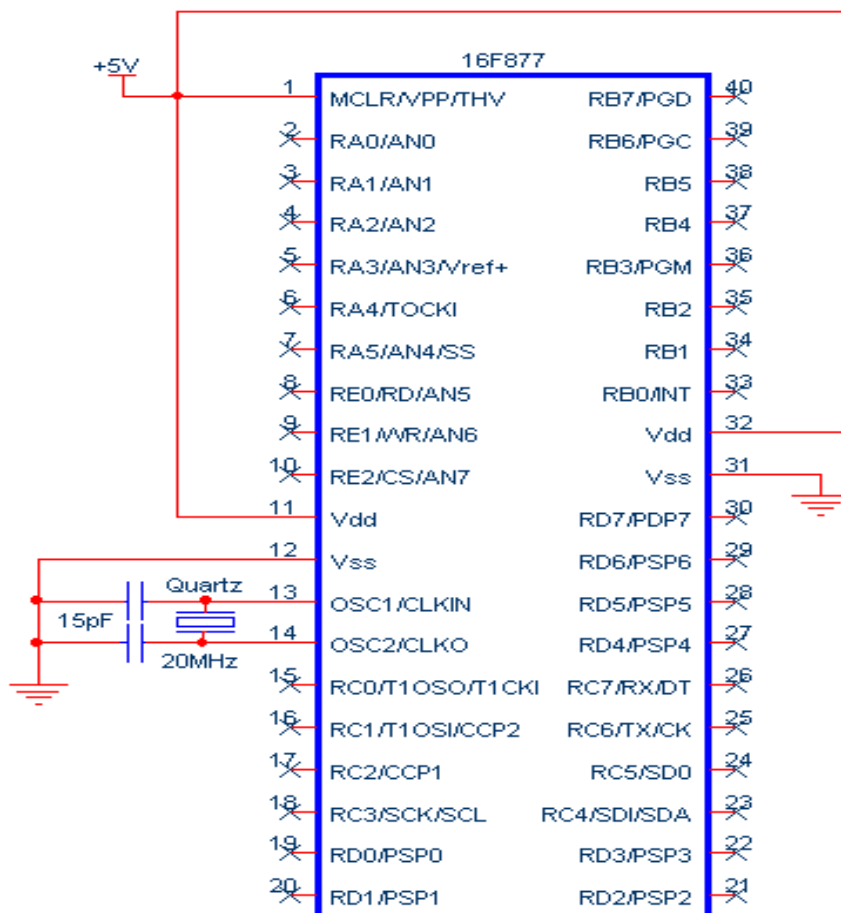 16F877
+5V
1 MCLR/VPP/THV RB7/PGD 40
2 RA0/AN0 RB6/PGC 39
3 RA1/AN1 RB5 38
4 RA2/AN2 RB4 37
5 RA3/AN3/Vref+ RB3/PGM 36
6 RA4/TOCKI RB2 35
7 RA5/AN4/SS RB1 34
8 RE0/RD/AN5 RB0/INT 33
9 RE1/WR/AN6 Vdd 32
10 RE2/CS/AN7 Vss 31
11 Vdd RD7/PDP7 30
12 Vss RD6/PSP6 29
Quartz
13 OSC1/CLKIN RD5/PSP5 28
15pF
14 OSC2/CLKO RD4/PSP4 27
20MHz
15 RC0/T1OSO/T1CKI RC7/RX/DT 26
16 RC1/T1OSI/CCP2 RC6/TX/CK 25
17 RC2/CCP1 RC5/SD0 24
18 RC3/SCK/SCL RC4/SDI/SDA 23
19 RD0/PSP0 RD3/PSP3 22
20 RD1/PSP1 RD2/PSP2 21